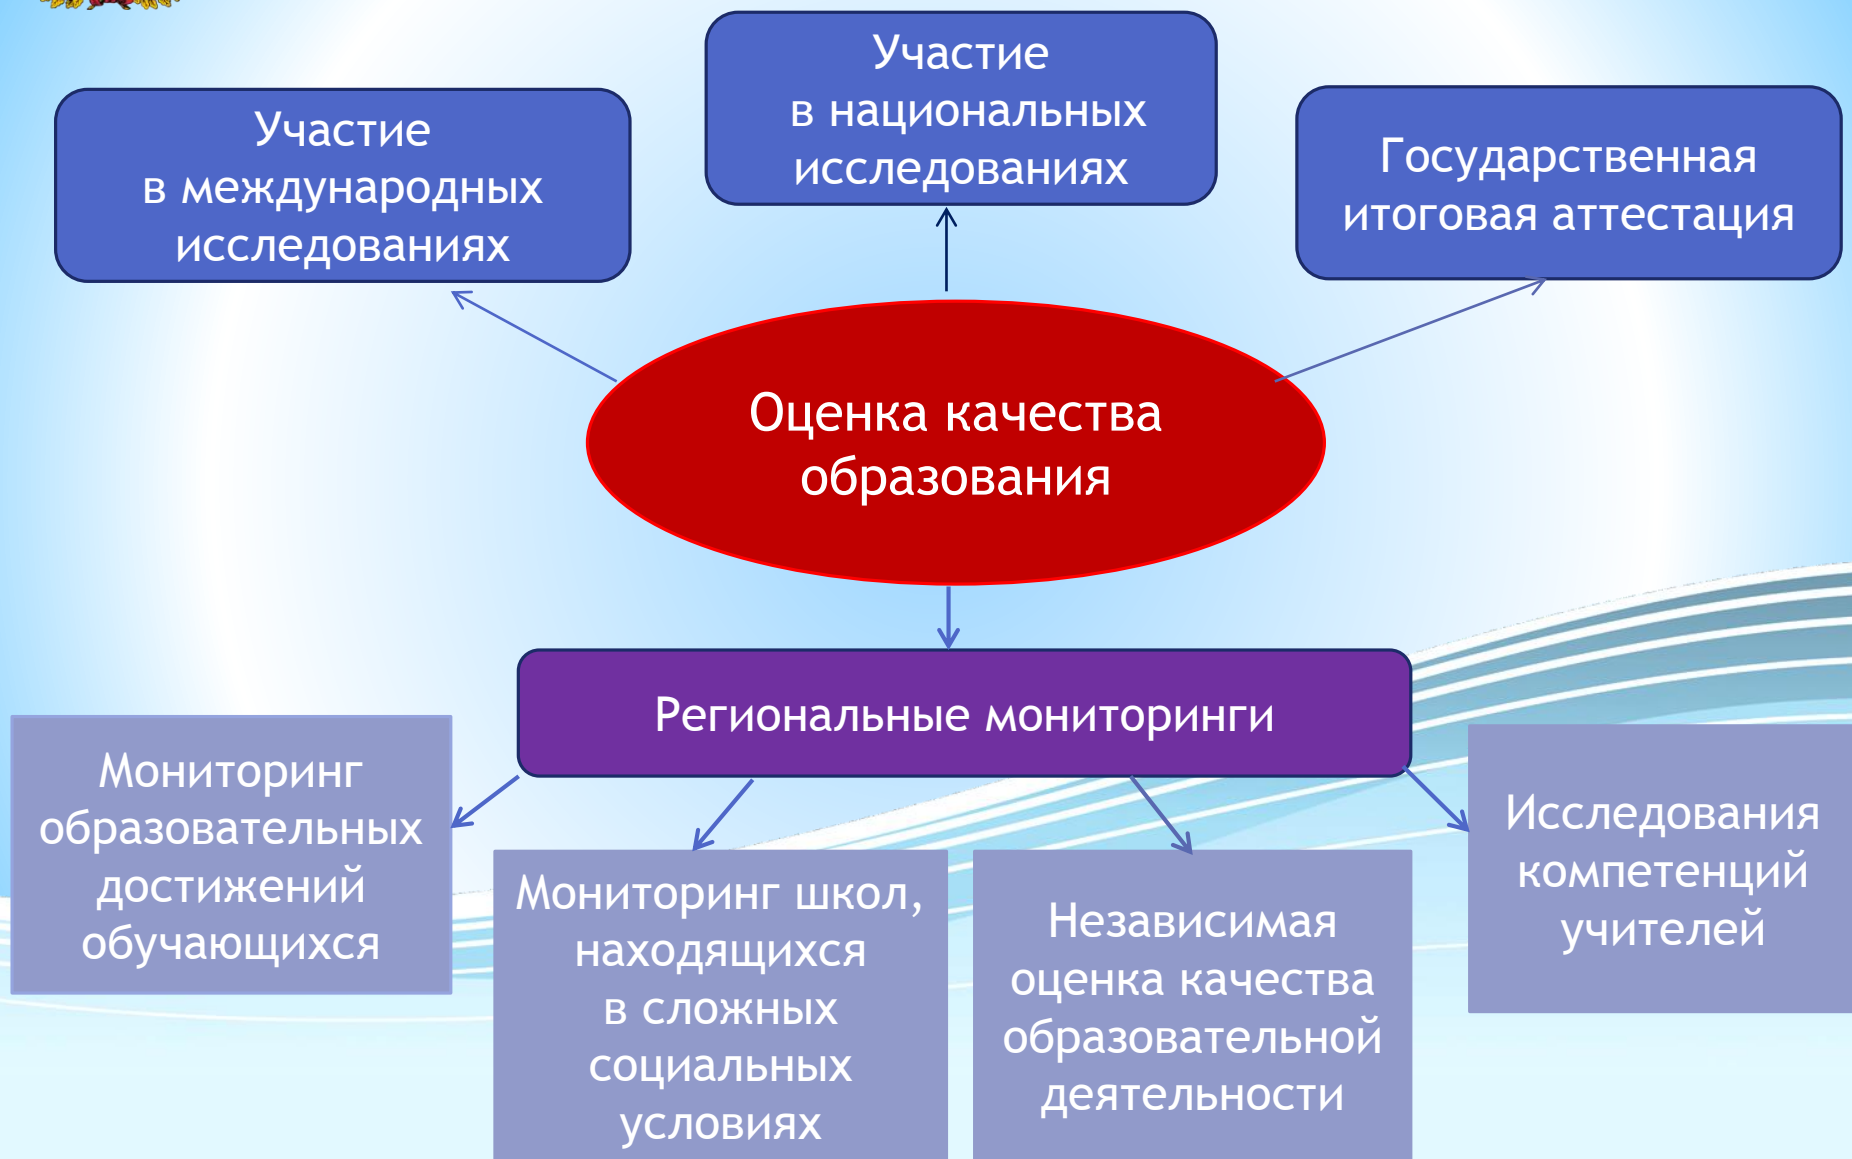 Участие
в национальных
исследованиях
Участие
в международных
исследованиях
Государственная
итоговая аттестация
Оценка качества
образования
Региональные мониторинги
Мониторинг
образовательных
достижений
обучающихся
Мониторинг школ,
находящихся
в сложных
социальных
условиях
Независимая
оценка качества
образовательной
деятельности
Исследования
компетенций
учителей